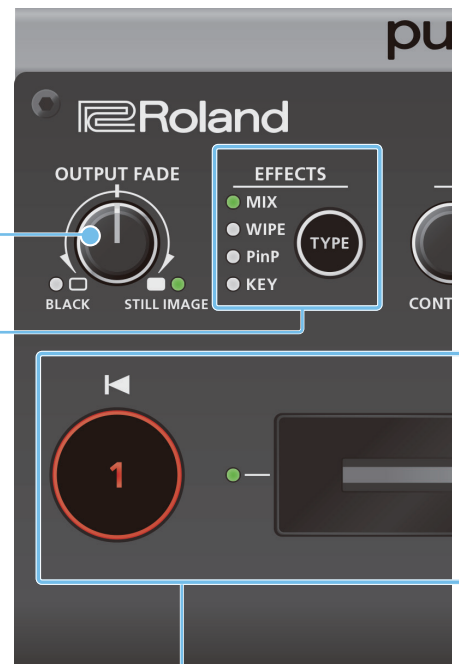 pu
Roland
OUTPUT FADE
BLACK
STILL IMAGE
EFFECTS
MIX
WIPE
PinP
KEY
TYPE
CONT
1